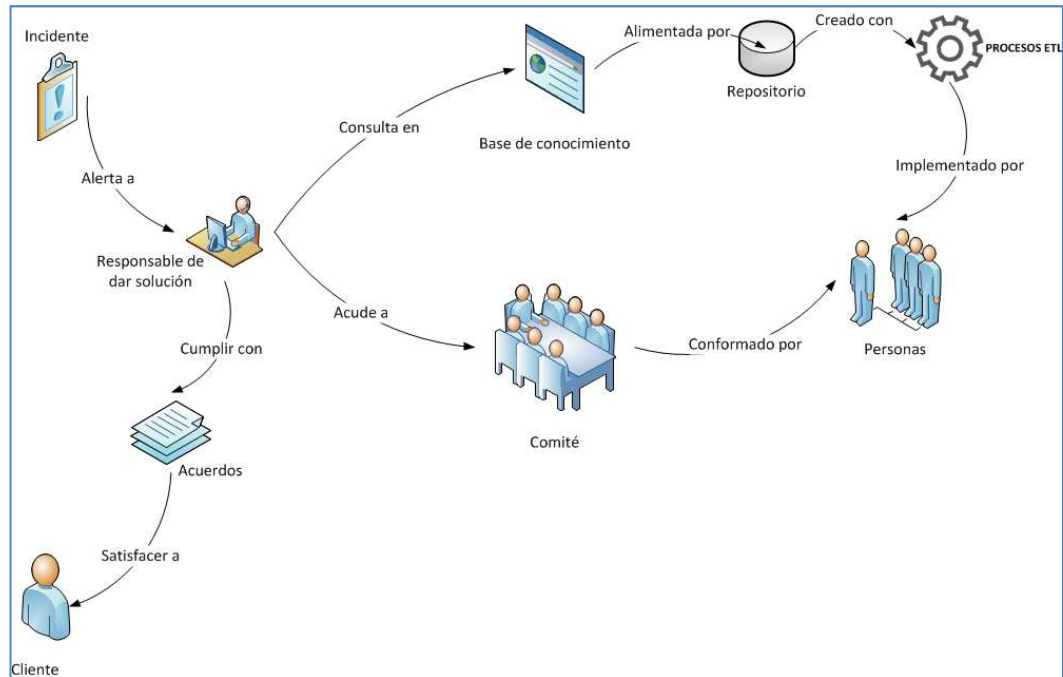 Incidente
Alimentada por
Creado con
PROCESOS ETL
Repositorio
Consulta en
Base de conocimiento
Alerta a
Implementado por
Responsable de
dar solución
Acude a
Cumplir con
Conformado por
Personas
Comité
Acuerdos
Satisfacer a
Cliente